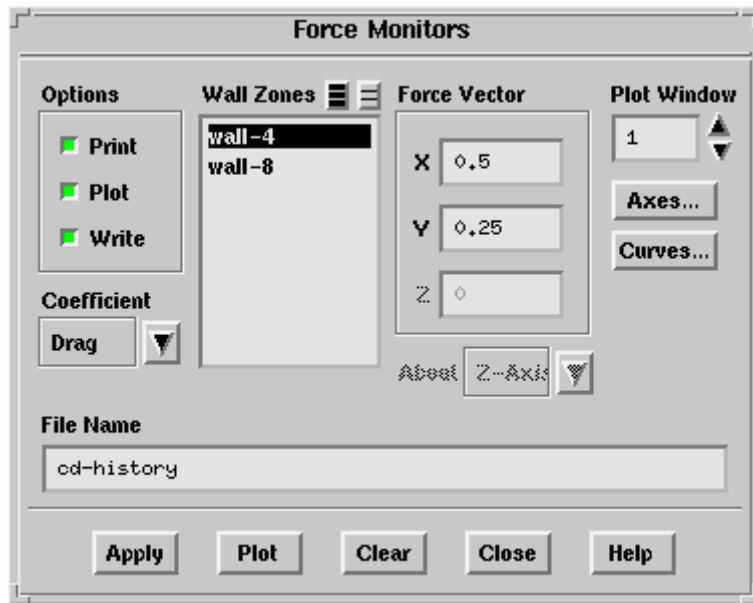 Force Monitors
Options
Print
Plot
Write
Coefficient
Drag
Wall Zones
wall-4
wall-8
Force Vector
X 0.5
Y 0.25
Z 0
About Z-Axis
Plot Window
1
Axes...
Curves...
File Name
cd-history
Apply Plot Clear Close Help